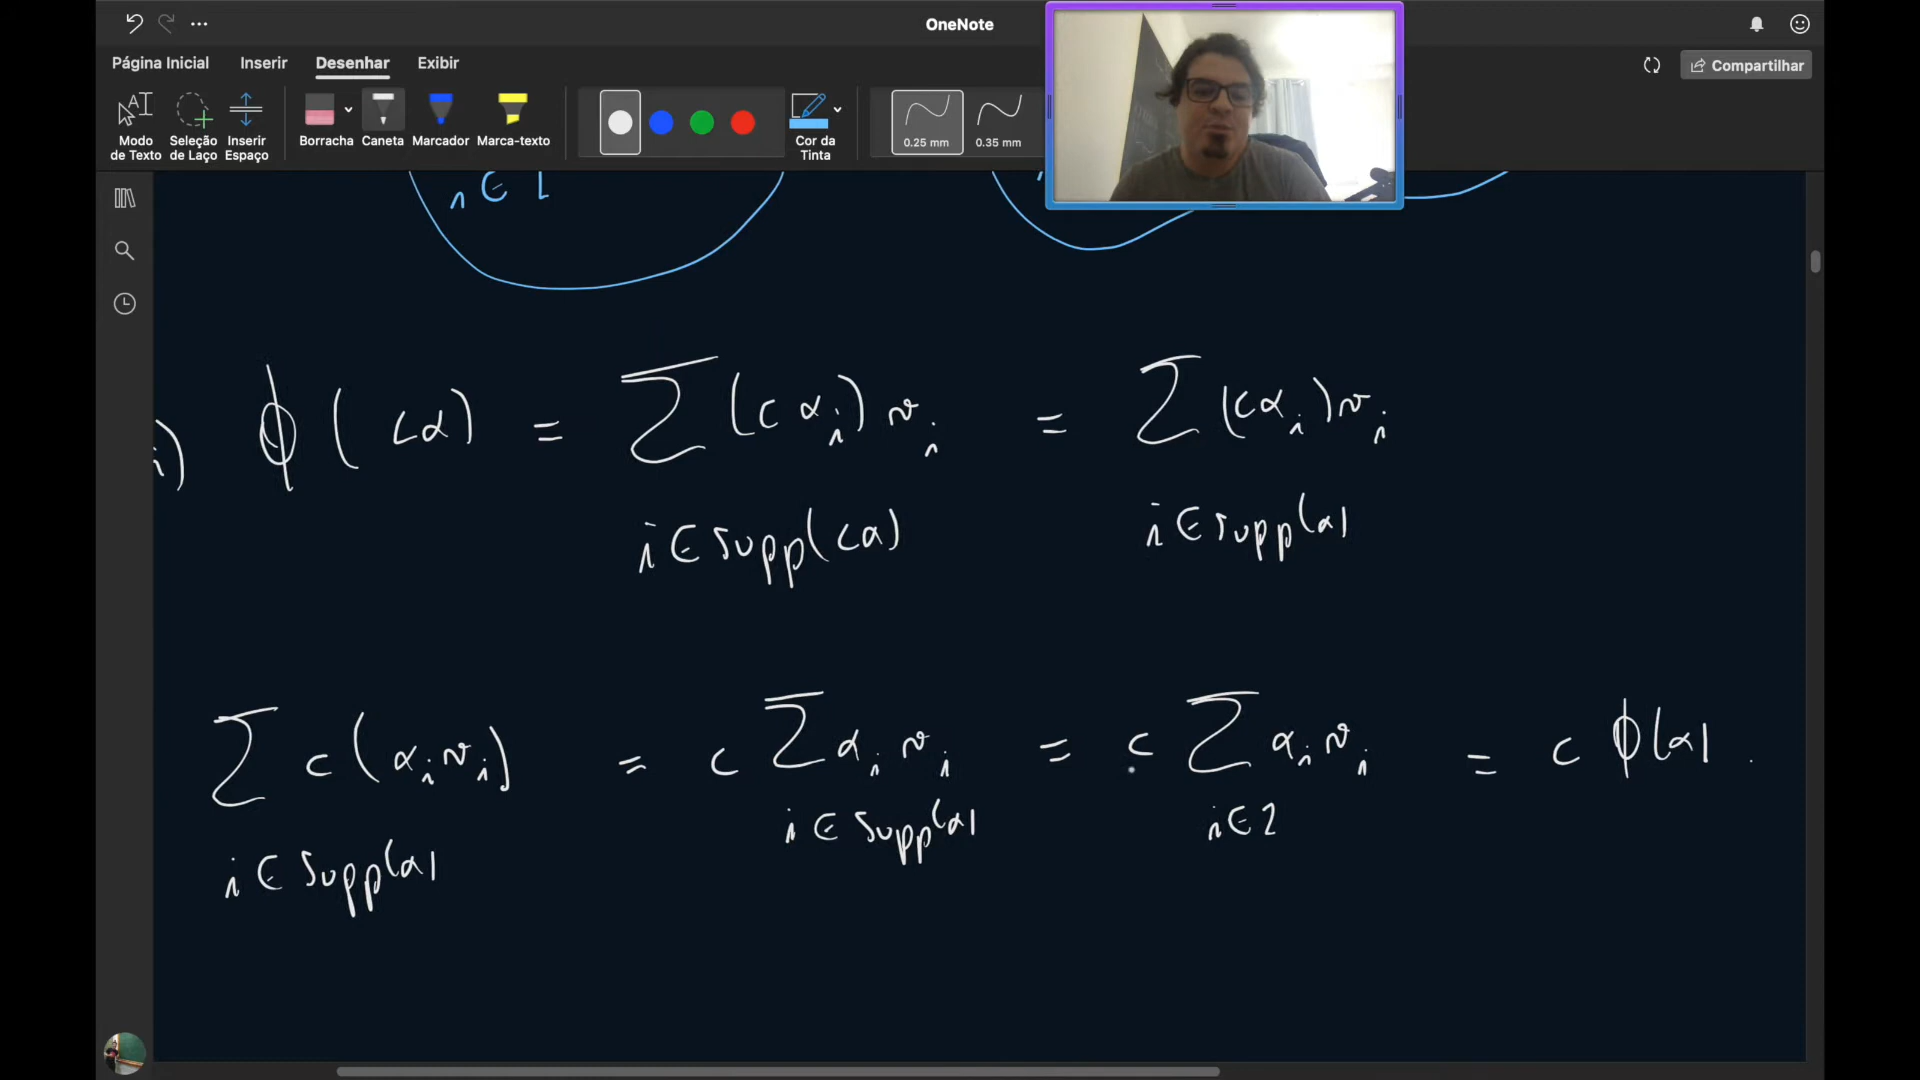 OneNote
Página Inicial Inserir Desenhar Exibir
Compartilhar
Modo de Texto
Seleção de Laço
Inserir Espaço
Borracha
Caneta
Marcador
Marca-texto
Cor da Tinta
0.25 mm
0.35 mm
i ∈ I
i) ϕ(cα) = Σ (cα_i) v_i = Σ (cα_i) v_i
i ∈ supp(cα) i ∈ supp(α)
Σ c(α_i v_i) = c Σ α_i v_i = c Σ α_i v_i = c ϕ(α).
i ∈ supp(α) i ∈ supp(α) i ∈ I